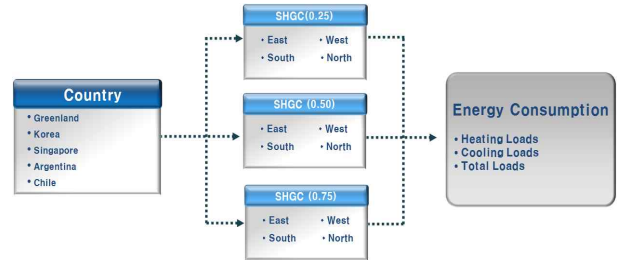 SHGC(0.25)
• East • West
• South • North
Country
• Greenland
• Korea
• Singapore
• Argentina
• Chile
SHGC (0.50)
• East • West
• South • North
SHGC (0.75)
• East • West
• South • North
Energy Consumption
• Heating Loads
• Cooling Loads
• Total Loads